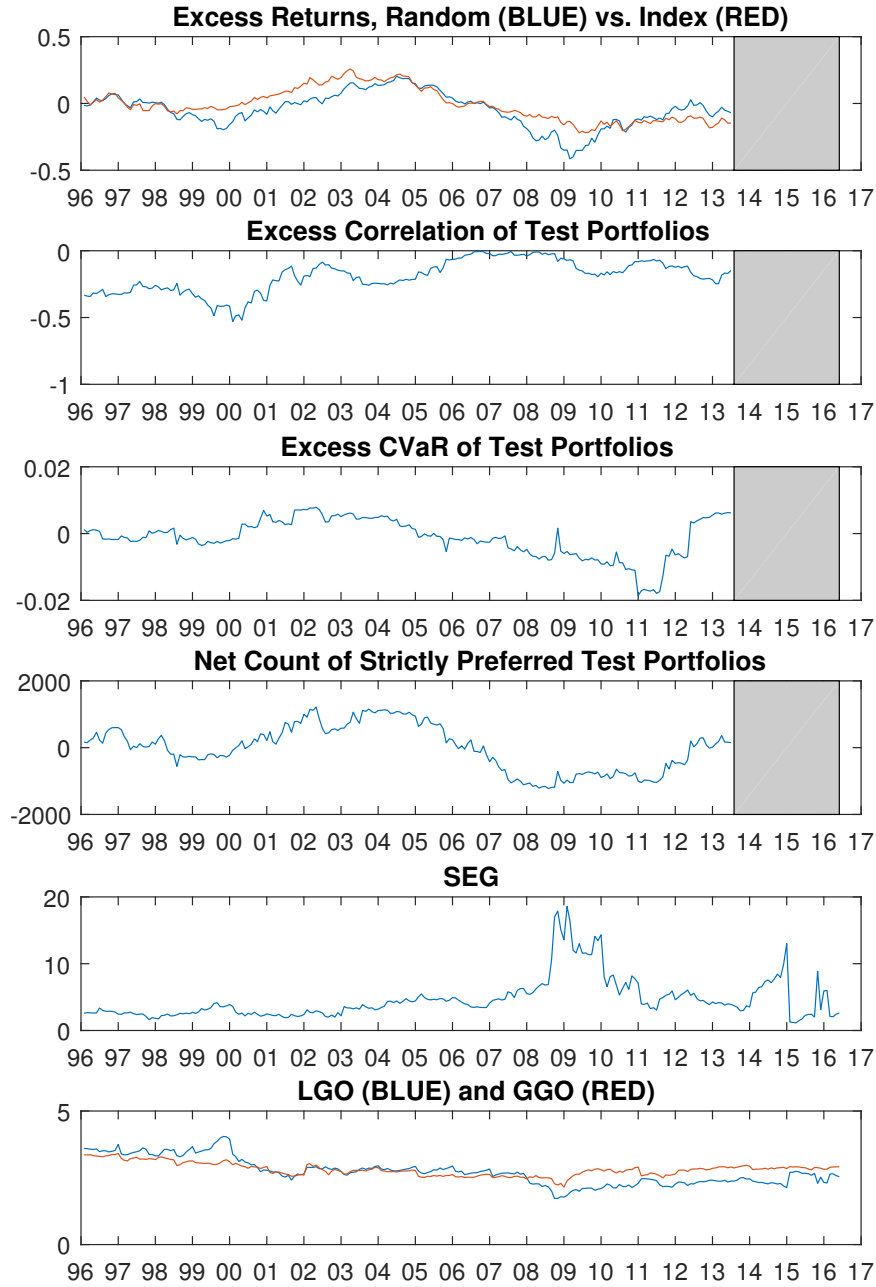 Excess Returns, Random (BLUE) vs. Index (RED)
0.5
0
-0.5
96 97 98 99 00 01 02 03 04 05 06 07 08 09 10 11 12 13 14 15 16 17
Excess Correlation of Test Portfolios
0
-0.5
-1
96 97 98 99 00 01 02 03 04 05 06 07 08 09 10 11 12 13 14 15 16 17
Excess CVaR of Test Portfolios
0.02
0
-0.02
96 97 98 99 00 01 02 03 04 05 06 07 08 09 10 11 12 13 14 15 16 17
Net Count of Strictly Preferred Test Portfolios
2000
0
-2000
96 97 98 99 00 01 02 03 04 05 06 07 08 09 10 11 12 13 14 15 16 17
SEG
20
10
0
96 97 98 99 00 01 02 03 04 05 06 07 08 09 10 11 12 13 14 15 16 17
LGO (BLUE) and GGO (RED)
5
0
96 97 98 99 00 01 02 03 04 05 06 07 08 09 10 11 12 13 14 15 16 17